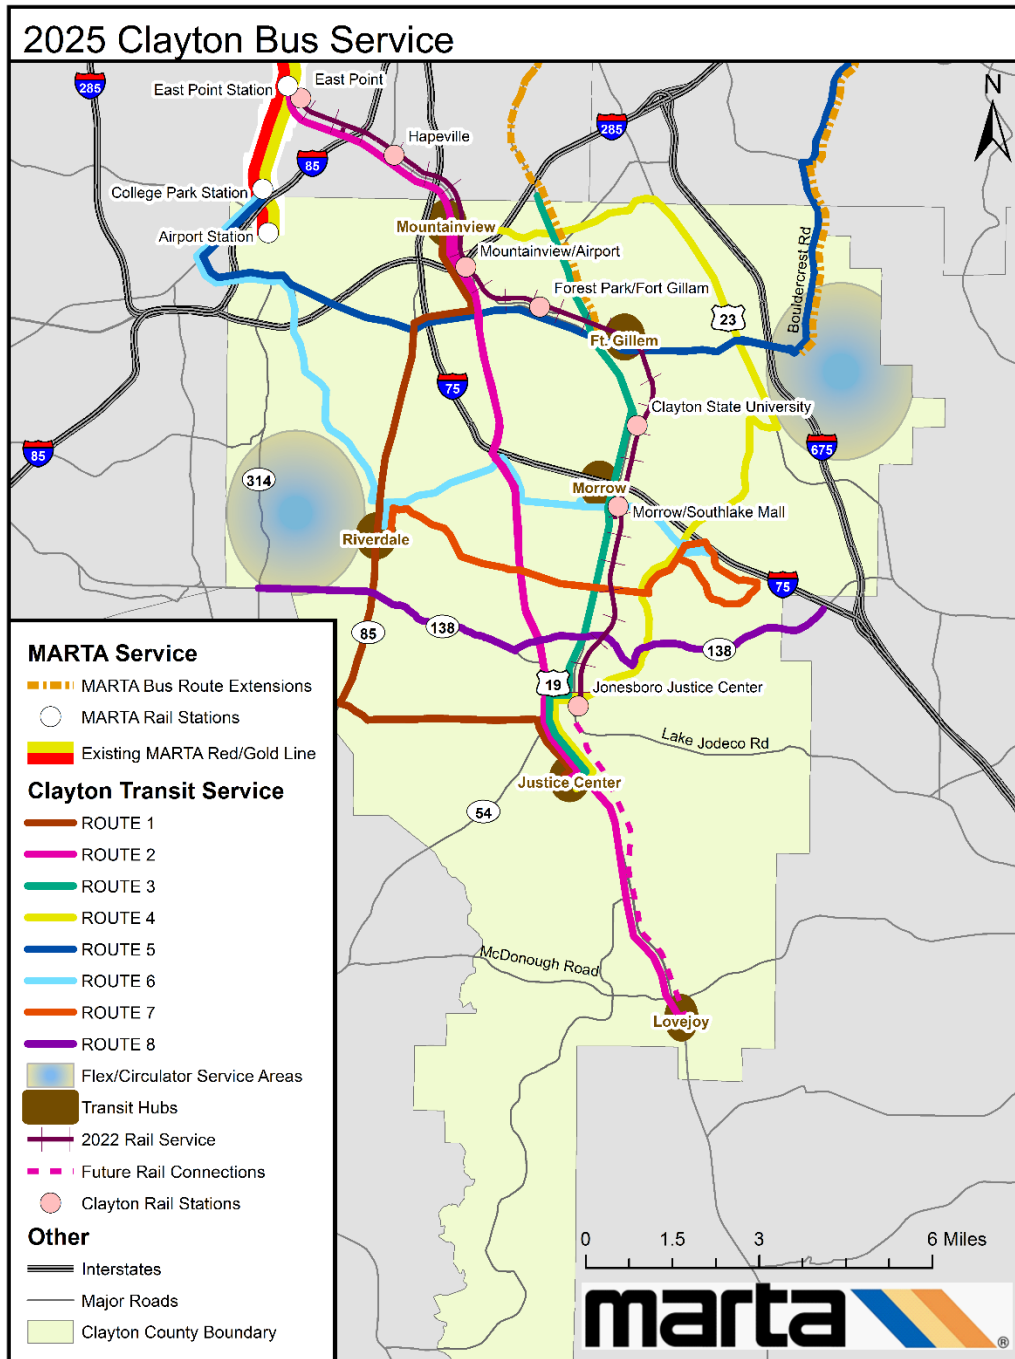 2025 Clayton Bus Service
285
East Point Station
East Point
N
Hapeville
285
85
College Park Station
Airport Station
Mountainview
Mountainview/Airport
Bouldercrest Rd
Forest Park/Fort Gillam
23
Ft. Gillem
75
Clayton State University
85
675
314
Morrow
Morrow/Southlake Mall
Riverdale
75
85
138
138
19
Jonesboro Justice Center
Lake Jodeco Rd
Justice Center
54
McDonough Road
Lovejoy
MARTA Service
MARTA Bus Route Extensions
MARTA Rail Stations
Existing MARTA Red/Gold Line
Clayton Transit Service
ROUTE 1
ROUTE 2
ROUTE 3
ROUTE 4
ROUTE 5
ROUTE 6
ROUTE 7
ROUTE 8
Flex/Circulator Service Areas
Transit Hubs
2022 Rail Service
Future Rail Connections
Clayton Rail Stations
Other
Interstates
Major Roads
Clayton County Boundary
0 1.5 3 6 Miles
marta ®